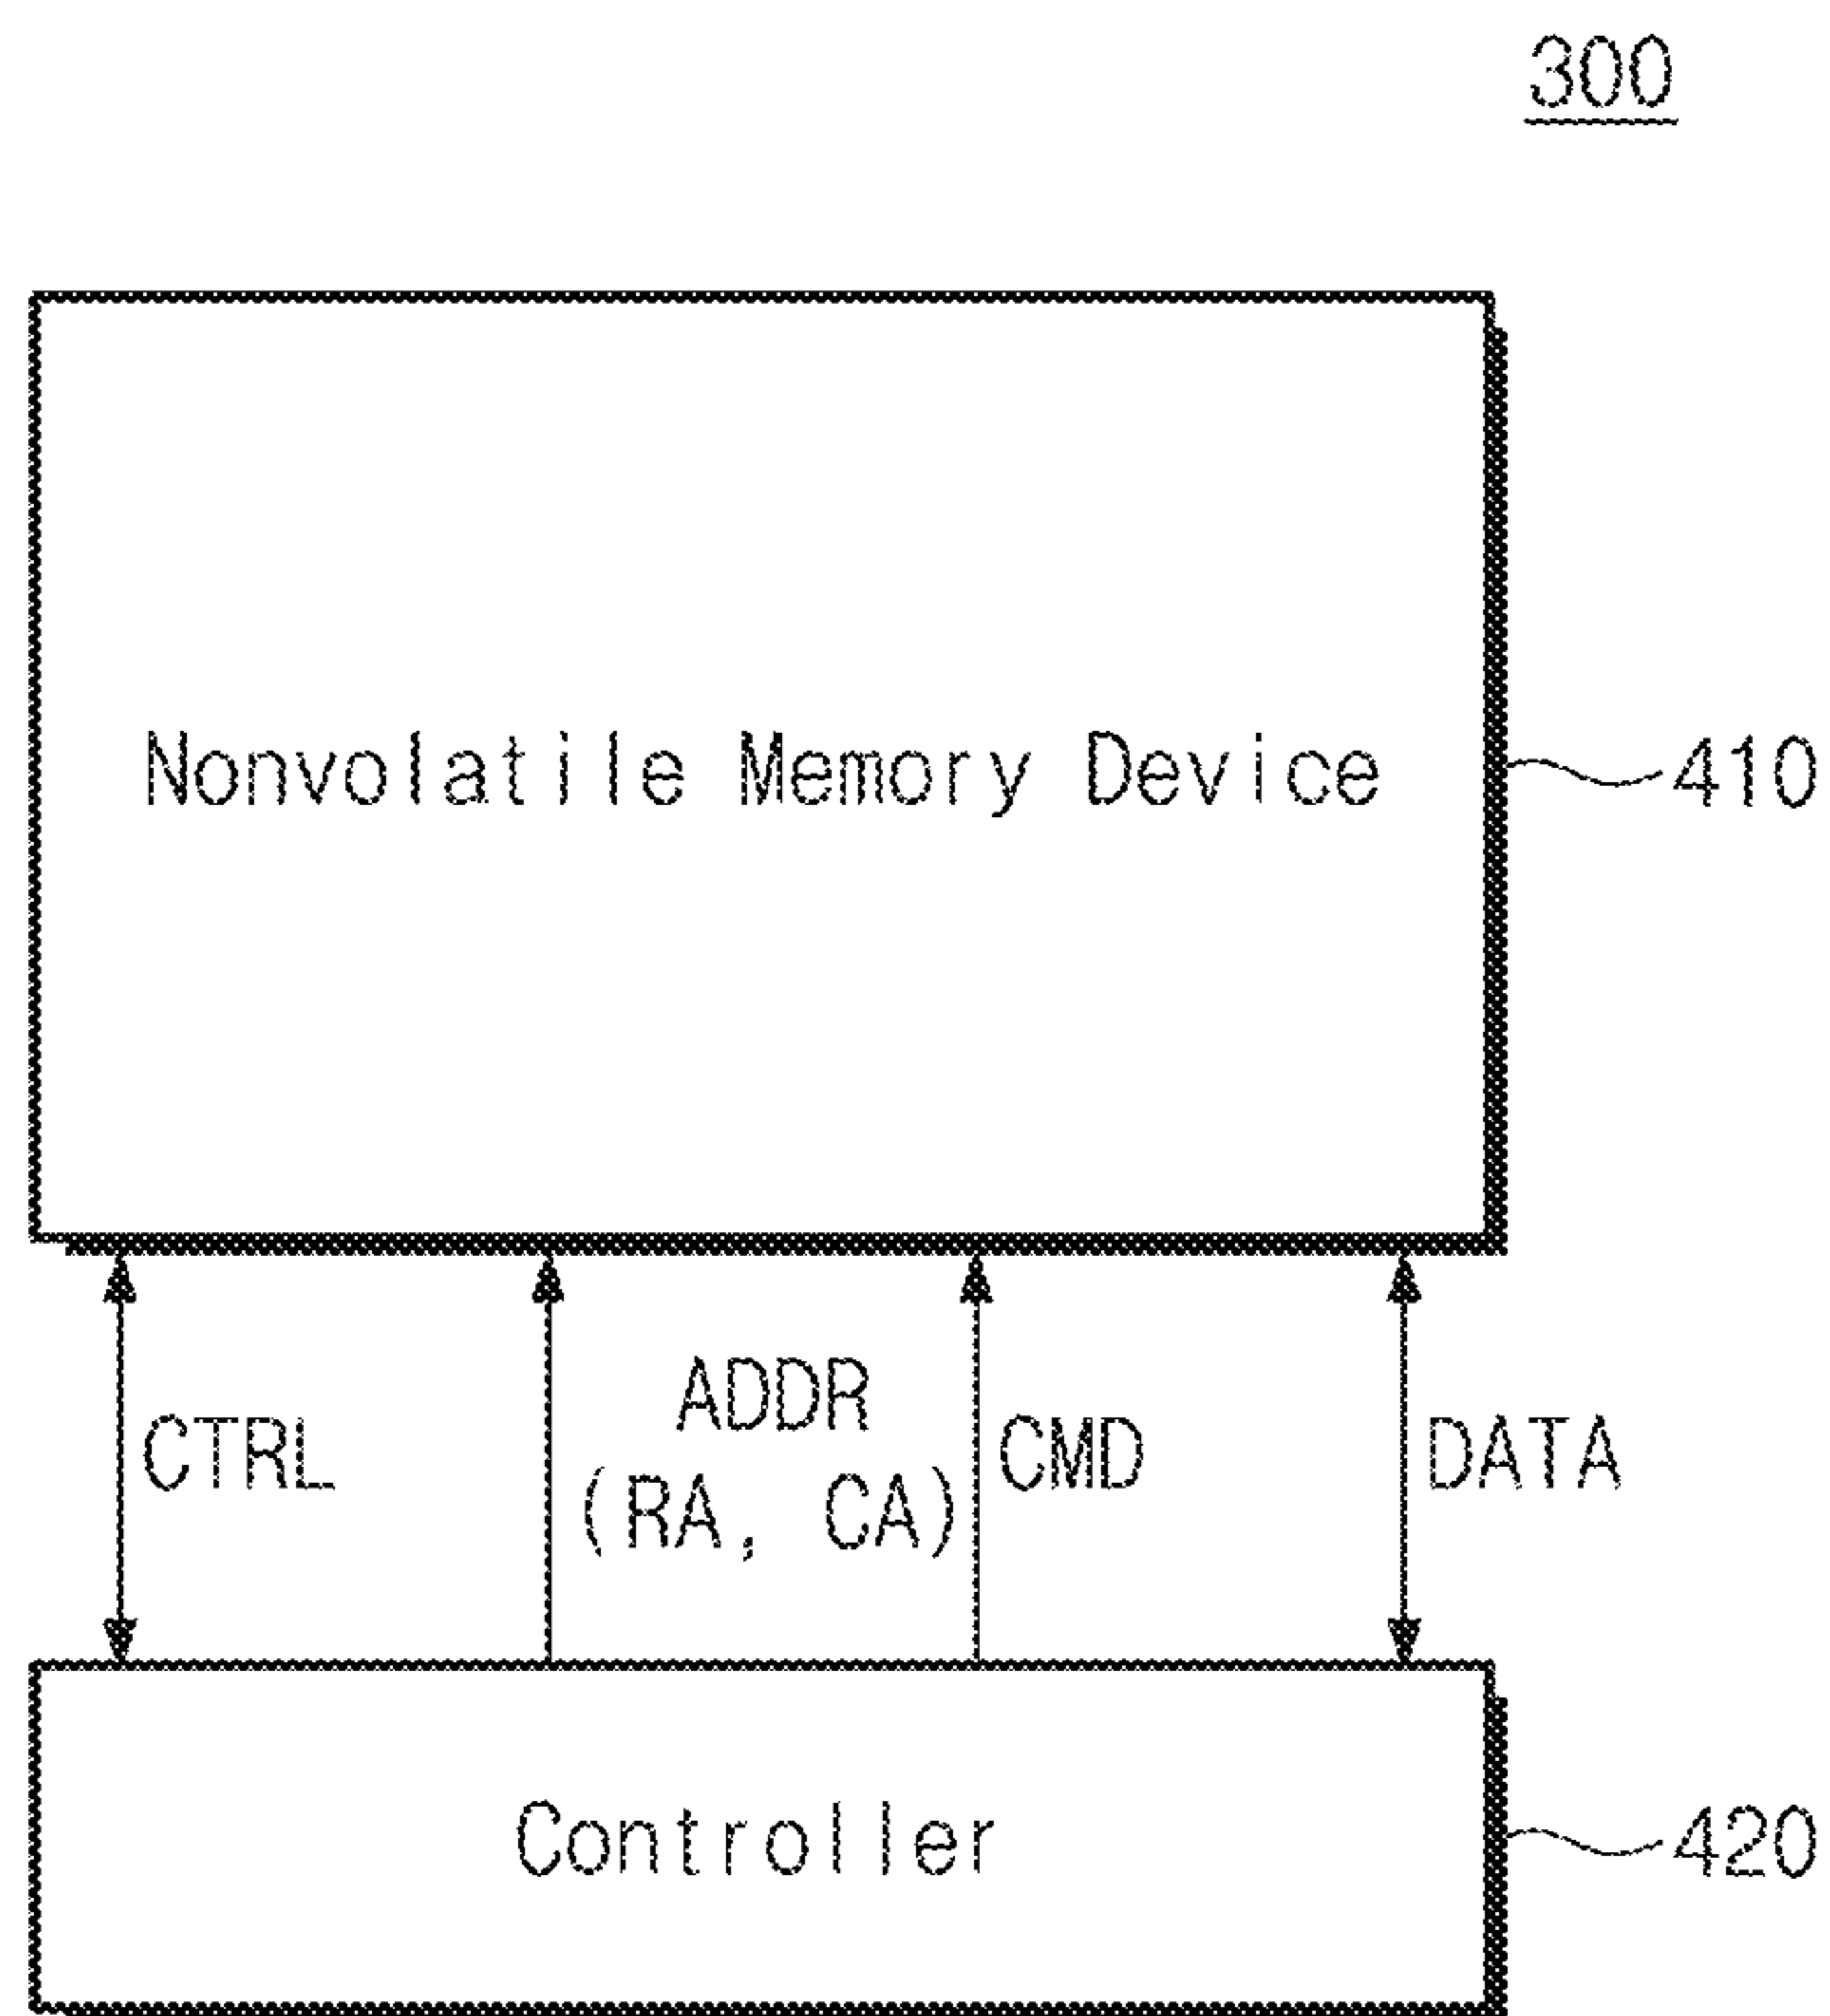 300
Nonvolatile Memory Device
410
CTRL
ADDR
(RA, CA)
CMD
DATA
Controller
420